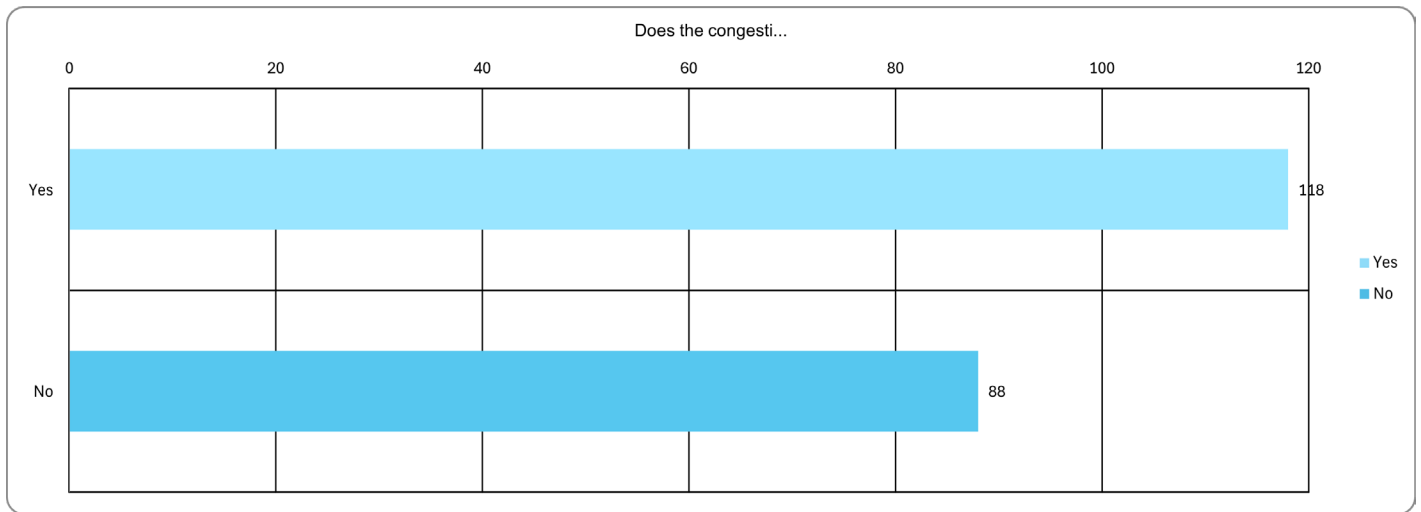 Does the congesti...
0 20 40 60 80 100 120
Yes 118
Yes
No
No 88